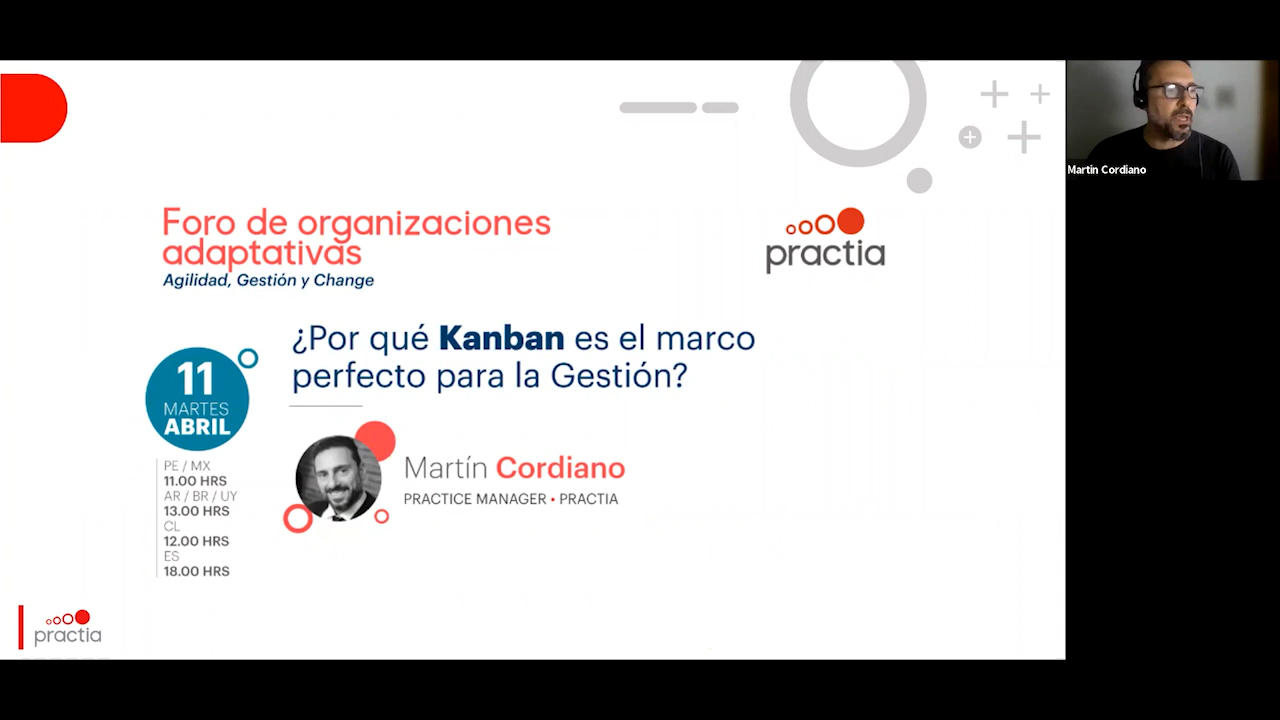 Foro de organizaciones
adaptativas
Agilidad, Gestión y Change
practia
¿Por qué Kanban es el marco
perfecto para la Gestión?
11
MARTES
ABRIL
PE / MX
11.00 HRS
AR / BR / UY
13.00 HRS
CL
12.00 HRS
ES
18.00 HRS
Martín Cordiano
PRACTICE MANAGER • PRACTIA
practia
Martin Cordiano